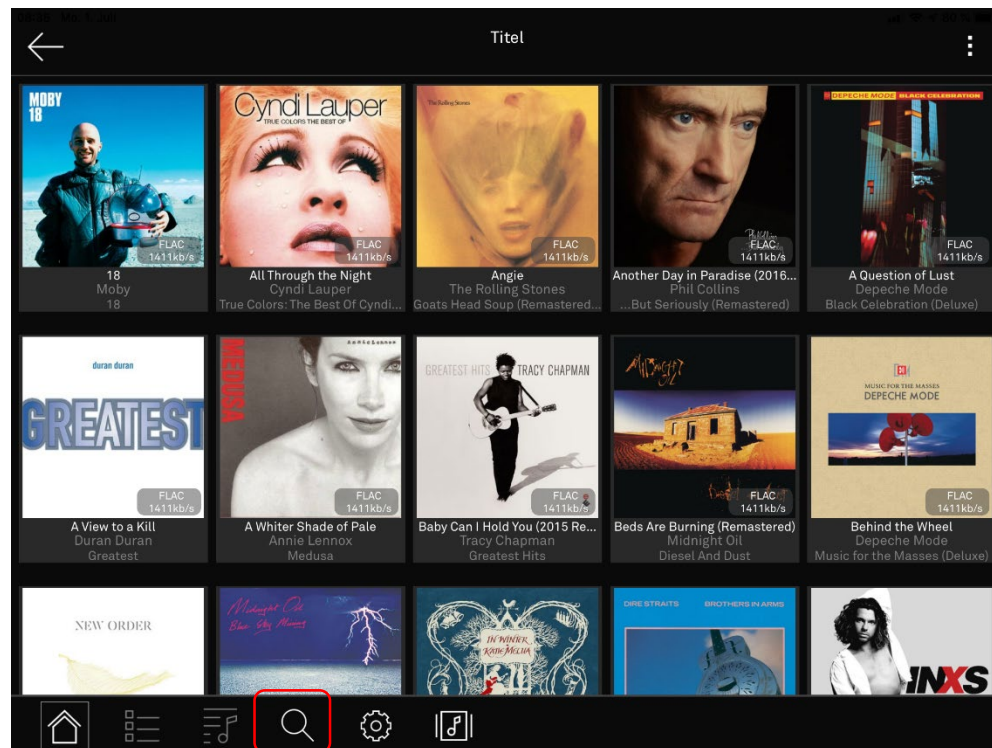 Titel
MOBY
18
FLAC
1411kb/s
18
Moby
18
Cyndi Lauper
TRUE COLORS THE BEST OF
FLAC
1411kb/s
All Through the Night
Cyndi Lauper
True Colors: The Best Of Cyndi...
The Rolling Stones
FLAC
1411kb/s
Angie
The Rolling Stones
Goats Head Soup (Remastered...
FLAC
1411kb/s
Another Day in Paradise (2016...
Phil Collins
...But Seriously (Remastered)
DEPECHE MODE BLACK CELEBRATION
FLAC
1411kb/s
A Question of Lust
Depeche Mode
Black Celebration (Deluxe)
duran duran
GREATEST
FLAC
1411kb/s
A View to a Kill
Duran Duran
Greatest
MEDUSA
FLAC
1411kb/s
A Whiter Shade of Pale
Annie Lennox
Medusa
GREATEST HITS TRACY CHAPMAN
FLAC
1411kb/s
Baby Can I Hold You (2015 Re...
Tracy Chapman
Greatest Hits
FLAC
1411kb/s
Beds Are Burning (Remastered)
Midnight Oil
Diesel And Dust
MUSIC FOR THE MASSES
DEPECHE MODE
FLAC
1411kb/s
Behind the Wheel
Depeche Mode
Music for the Masses (Deluxe)
NEW ORDER
Midnight Oil
Blue Sky Mining
IN WINTER
KATIE MELUA
DIRE STRAITS BROTHERS IN ARMS
INXS